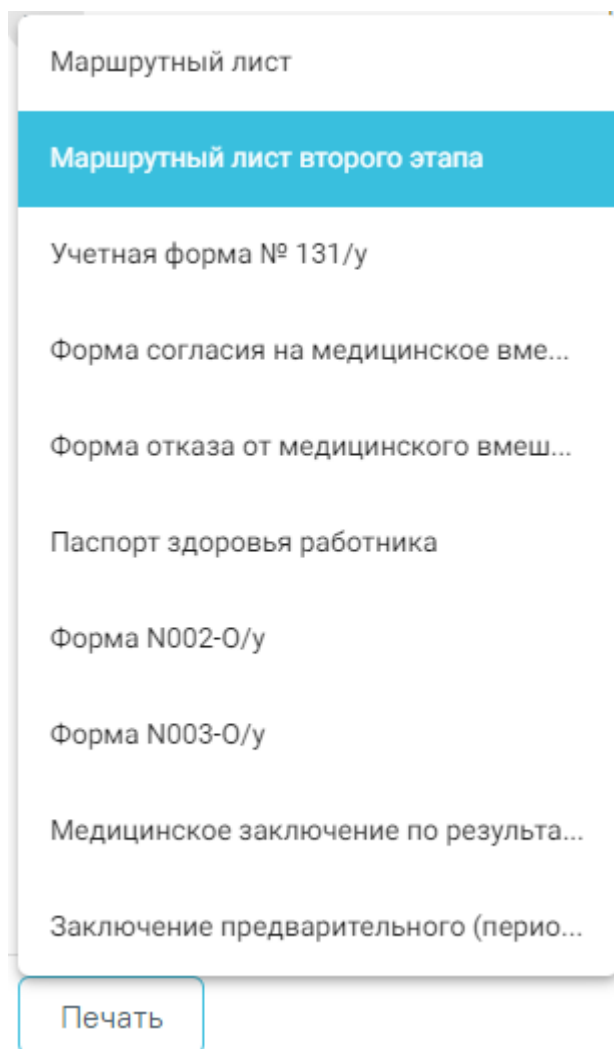 Маршрутный лист
Маршрутный лист второго этапа
Учетная форма № 131/у
Форма согласия на медицинское вме...
Форма отказа от медицинского вмеш...
Паспорт здоровья работника
Форма N002-О/у
Форма N003-О/у
Медицинское заключение по результа...
Заключение предварительного (перио...
Печать